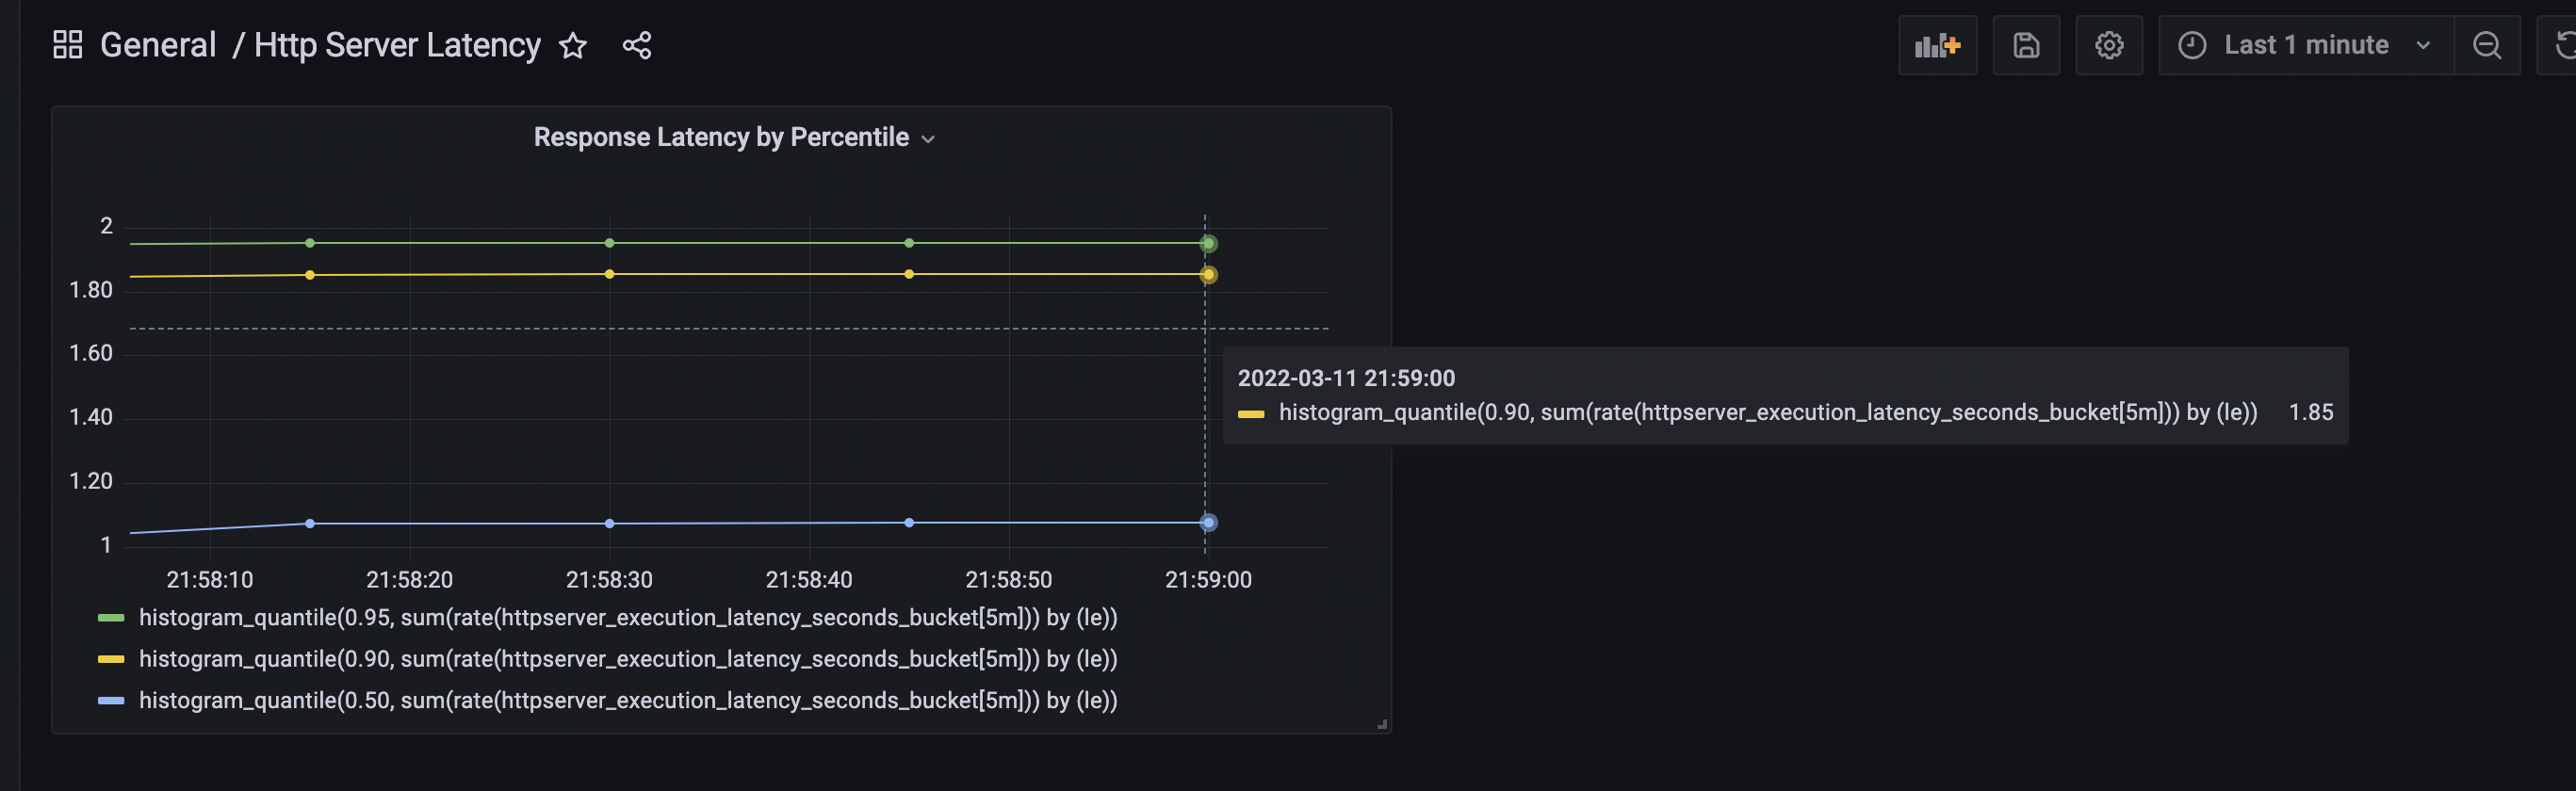 General / Http Server Latency
Last 1 minute
Response Latency by Percentile
2
1.80
1.60
1.40
1.20
1
21:58:10 21:58:20 21:58:30 21:58:40 21:58:50 21:59:00
2022-03-11 21:59:00
histogram_quantile(0.90, sum(rate(httpserver_execution_latency_seconds_bucket[5m])) by (le)) 1.85
histogram_quantile(0.95, sum(rate(httpserver_execution_latency_seconds_bucket[5m])) by (le))
histogram_quantile(0.90, sum(rate(httpserver_execution_latency_seconds_bucket[5m])) by (le))
histogram_quantile(0.50, sum(rate(httpserver_execution_latency_seconds_bucket[5m])) by (le))